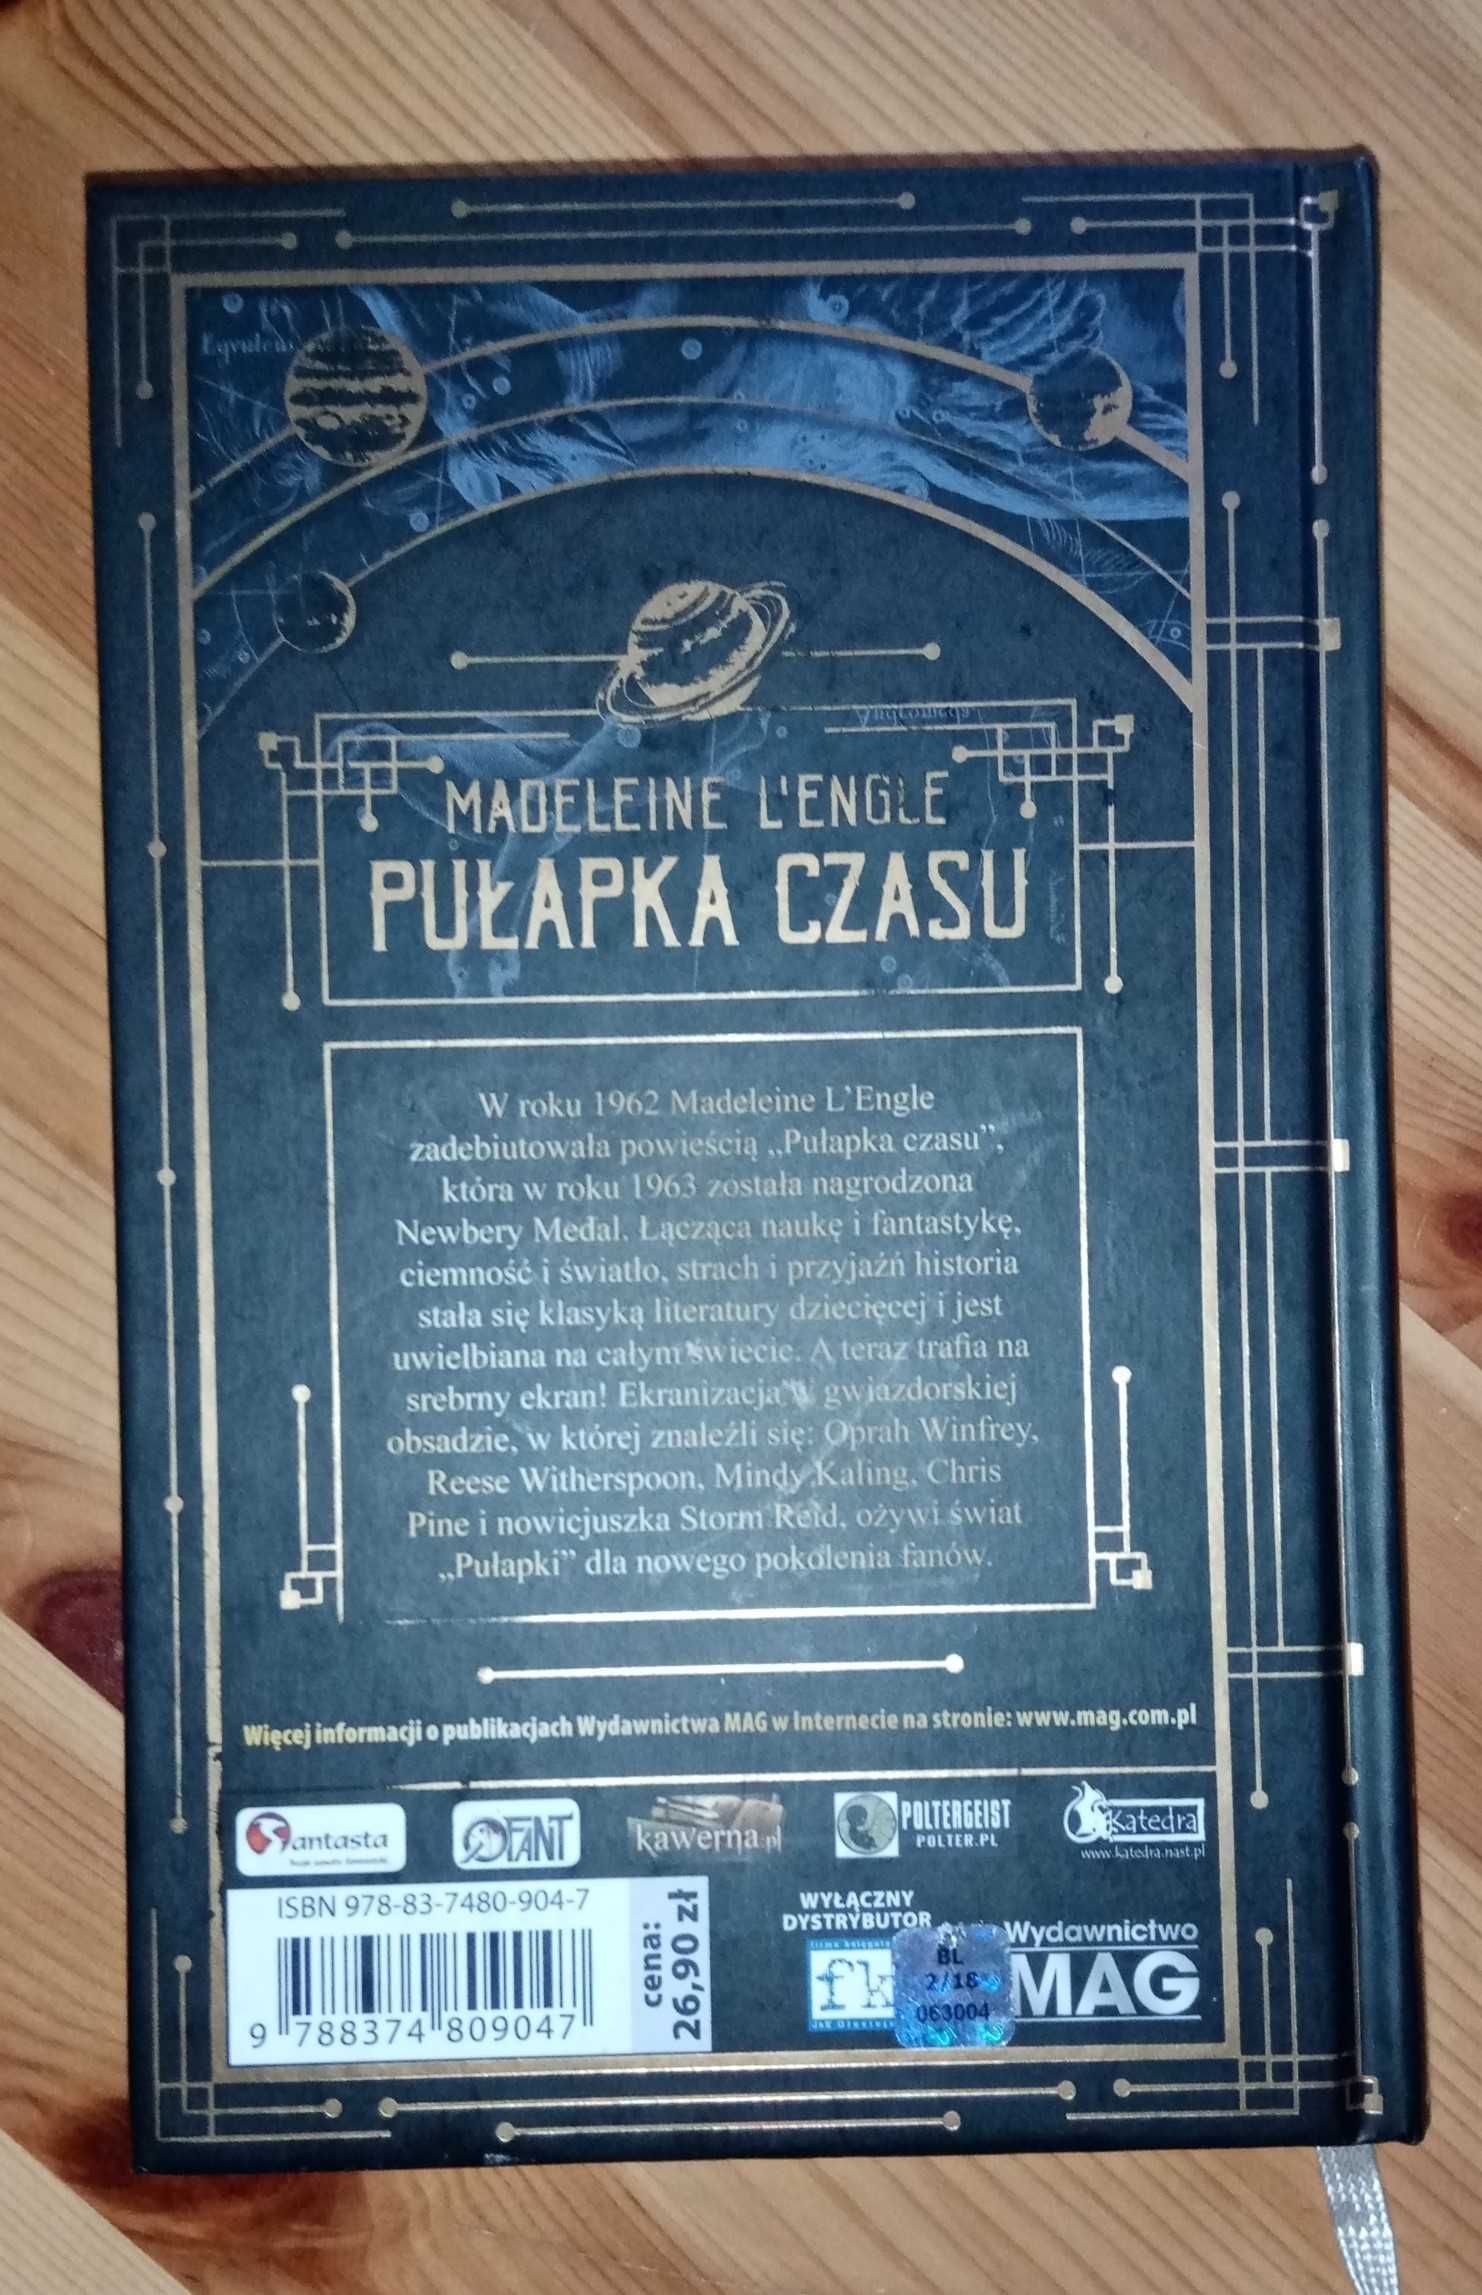 MADELEINE L'ENGLE
PUŁAPKA CZASU
W roku 1962 Madeleine L'Engle
zadebiutowała powieścią „Pułapka czasu”,
która w roku 1963 została nagrodzona
Newbery Medal. Łącząca naukę i fantastykę,
ciemność i światło, strach i przyjaźń historia
stała się klasyką literatury dziecięcej i jest
uwielbiana na całym świecie. A teraz trafia na
srebrny ekran! Ekranizacja w gwiazdorskiej
obsadzie, w której znaleźli się: Oprah Winfrey,
Reese Witherspoon, Mindy Kaling, Chris
Pine i nowicjuszka Storm Reid, ożywi świat
„Pułapki” dla nowego pokolenia fanów.
Więcej informacji o publikacjach Wydawnictwa MAG w Internecie na stronie: www.mag.com.pl
Fantasta
FANT
kawerna.pl
POLTERGEIST
POLTER.PL
Katedra
www.katedra.nast.pl
ISBN 978-83-7480-904-7
9 788374 809047
cena:
26,90 zł
WYŁĄCZNY
DYSTRYBUTOR
firma księgarska
fk
BL
2/18
063004
Wydawnictwo
MAG